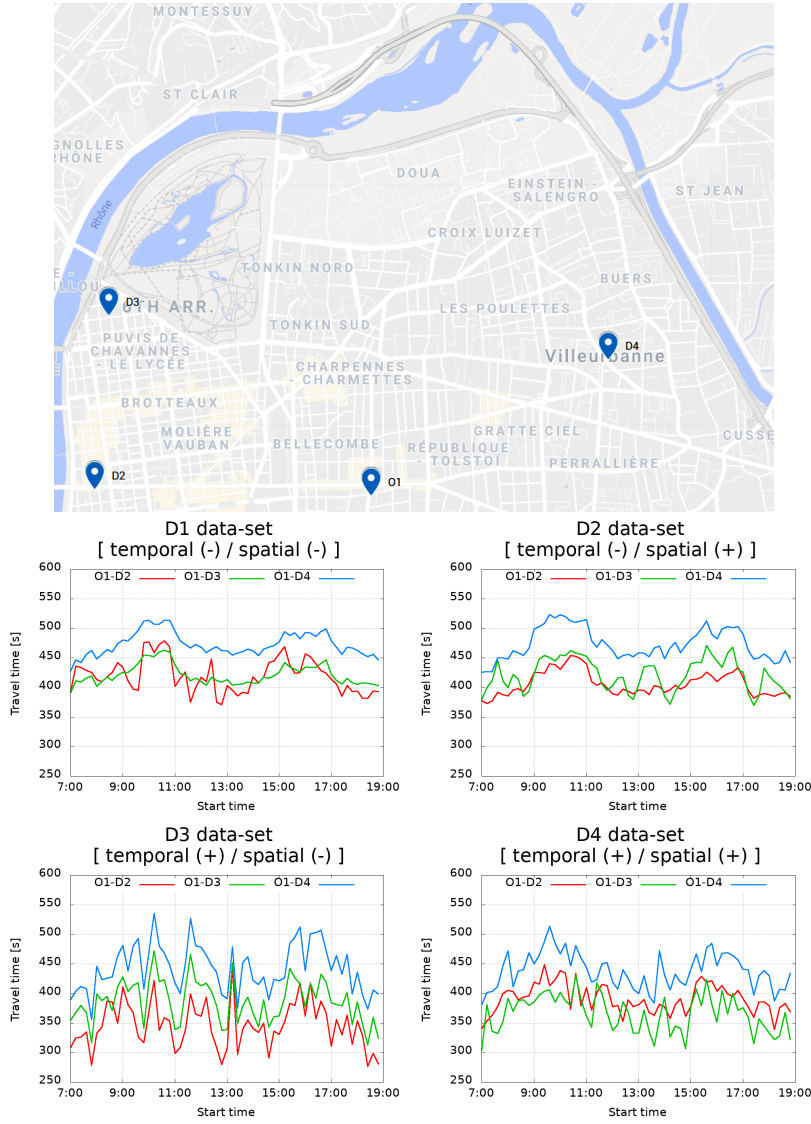 MONTESSUY
ST CLAIR
GNOLLES
RHÔNE
DOUA
EINSTEIN -
SALENGRO
ST JEAN
Rhône
CROIX LUIZET
TONKIN NORD
BUERS
D3
6TH ARR.
LES POULETTES
TONKIN SUD
PUVIS DE
CHAVANNES
- LE LYCÉE
D4
Villeurbanne
CHARPENNES
- CHARMETTES
BROTTEAUX
MOLIÈRE
VAUBAN
BELLECOMBE
GRATTE CIEL
RÉPUBLIQUE
- TOLSTOÏ
CUSSE
PERRALLIÈRE
D2
O1
D1 data-set
[ temporal (-) / spatial (-) ]
O1-D2 O1-D3 O1-D4
600
550
500
450
400
350
300
250
Travel time [s]
7:00 9:00 11:00 13:00 15:00 17:00 19:00
Start time
D2 data-set
[ temporal (-) / spatial (+) ]
O1-D2 O1-D3 O1-D4
600
550
500
450
400
350
300
250
Travel time [s]
7:00 9:00 11:00 13:00 15:00 17:00 19:00
Start time
D3 data-set
[ temporal (+) / spatial (-) ]
O1-D2 O1-D3 O1-D4
600
550
500
450
400
350
300
250
Travel time [s]
7:00 9:00 11:00 13:00 15:00 17:00 19:00
Start time
D4 data-set
[ temporal (+) / spatial (+) ]
O1-D2 O1-D3 O1-D4
600
550
500
450
400
350
300
250
Travel time [s]
7:00 9:00 11:00 13:00 15:00 17:00 19:00
Start time